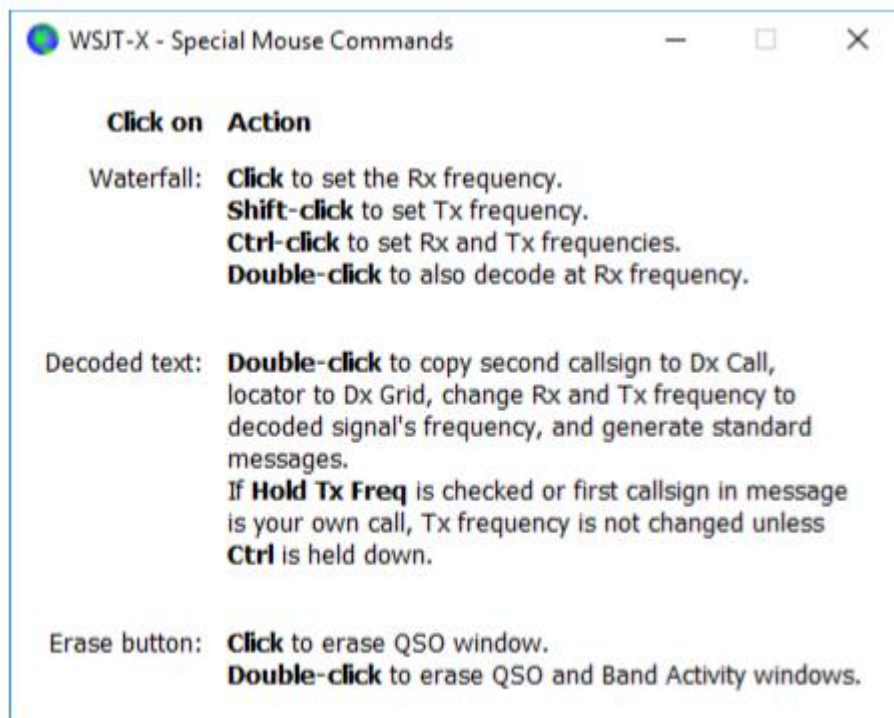 WSJT-X - Special Mouse Commands
Click on Action
Waterfall: Click to set the Rx frequency.
Shift-click to set Tx frequency.
Ctrl-click to set Rx and Tx frequencies.
Double-click to also decode at Rx frequency.
Decoded text: Double-click to copy second callsign to Dx Call,
locator to Dx Grid, change Rx and Tx frequency to
decoded signal's frequency, and generate standard
messages.
If Hold Tx Freq is checked or first callsign in message
is your own call, Tx frequency is not changed unless
Ctrl is held down.
Erase button: Click to erase QSO window.
Double-click to erase QSO and Band Activity windows.